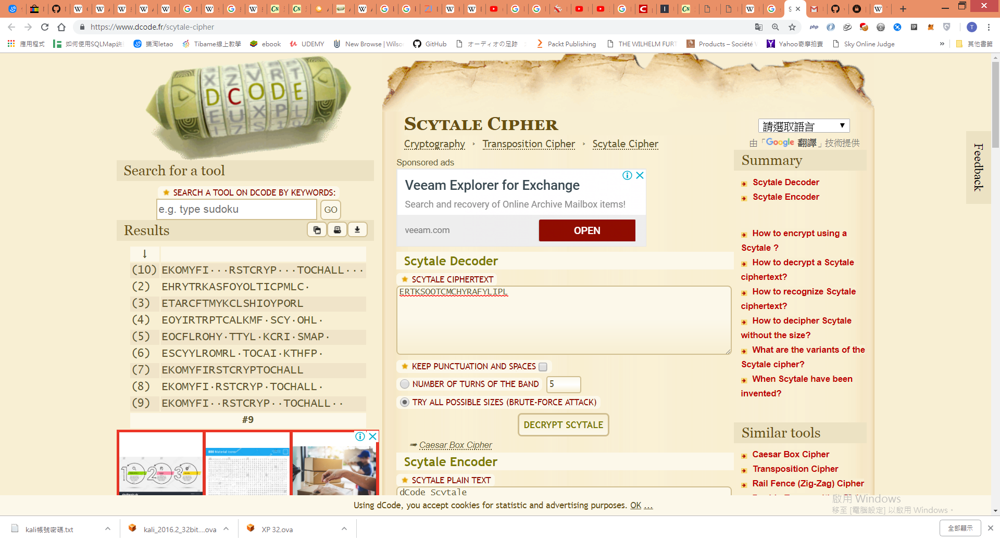 https://www.dcode.fr/scytale-cipher
應用程式
如何使用SQLMap
樂淘letao
Tibame線上教學
ebook
UDEMY
New Browse | Wilso
GitHub
オーディオの足跡
Packt Publishing
THE WILHELM FURT
Products – Société
Yahoo奇摩拍賣
Sky Online Judge
»
其他書籤
XZVRT
DCODE
EUXPL
Search for a tool
SEARCH A TOOL ON DCODE BY KEYWORDS:
e.g. type sudoku
GO
Results
↓
(10) EKOMYFI···RSTCRYP···TOCHALL···
(2) EHRYTRKASFOYOLTICPMLC·
(3) ETARCFTMYKCLSHIOYPORL
(4) EOYIRTRPTCALKMF·SCY·OHL·
(5) EOCFLROHY·TTYL·KCRI·SMAP·
(6) ESCYYLROMRL·TOCAI·KTHFP·
(7) EKOMYFIRSTCRYPTOCHALL
(8) EKOMYFI·RSTCRYP·TOCHALL·
(9) EKOMYFI··RSTCRYP··TOCHALL··
#9
800 Material Icons
1 2 3
Scytale Cipher
Cryptography › Transposition Cipher › Scytale Cipher
Sponsored ads
Veeam Explorer for Exchange
Search and recovery of Online Archive Mailbox items!
veeam.com
OPEN
Scytale Decoder
SCYTALE CIPHERTEXT
ERTKSOOTCMCHYRAFYLIPL
KEEP PUNCTUATION AND SPACES
NUMBER OF TURNS OF THE BAND 5
TRY ALL POSSIBLE SIZES (BRUTE-FORCE ATTACK)
DECRYPT SCYTALE
Caesar Box Cipher
Scytale Encoder
SCYTALE PLAIN TEXT
dCode Scytale
請選取語言
由「Google 翻譯」技術提供
Summary
Scytale Decoder
Scytale Encoder
How to encrypt using a
Scytale ?
How to decrypt a Scytale
ciphertext?
How to recognize Scytale
ciphertext?
How to decipher Scytale
without the size?
What are the variants of the
Scytale cipher?
When Scytale have been
invented?
Similar tools
Caesar Box Cipher
Transposition Cipher
Rail Fence (Zig-Zag) Cipher
Feedback
啟用 Windows
移至 [電腦設定] 以啟用 Windows。
Using dCode, you accept cookies for statistic and advertising purposes. OK ...
kali帳號密碼.txt
kali_2016.2_32bit....ova
XP 32.ova
全部顯示